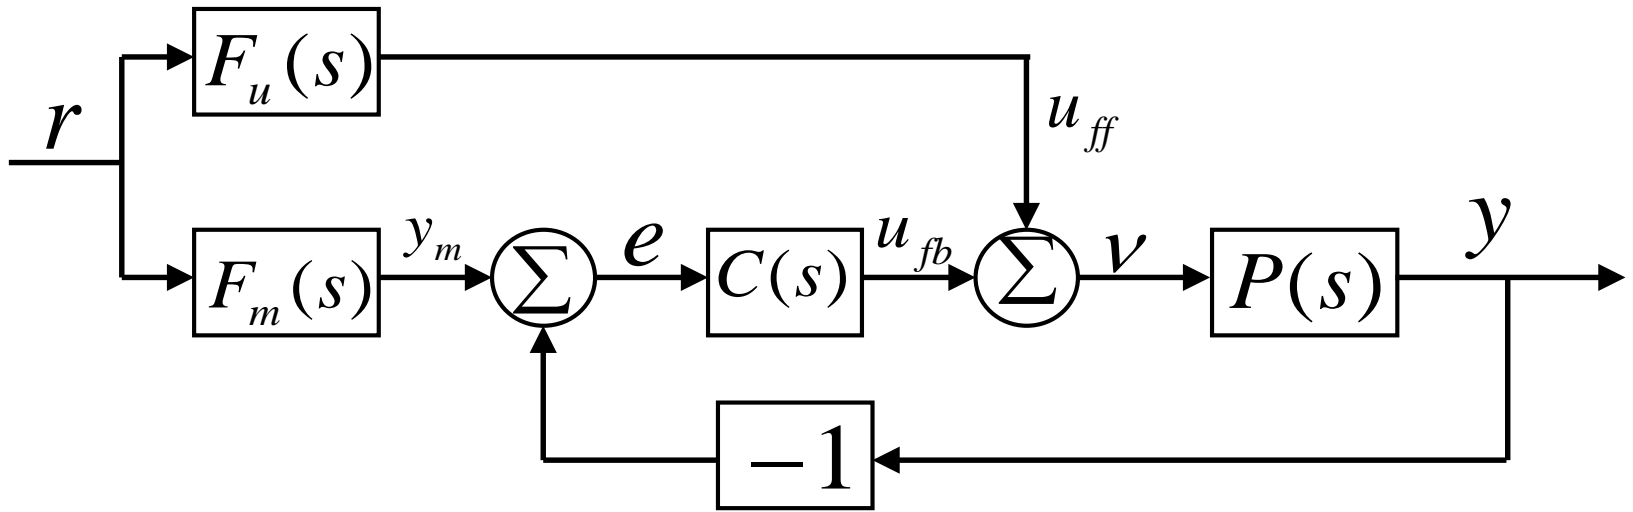 F_u(s)
r
u_ff
F_m(s) y_m Σ e C(s) u_fb Σ ν P(s) y
−1